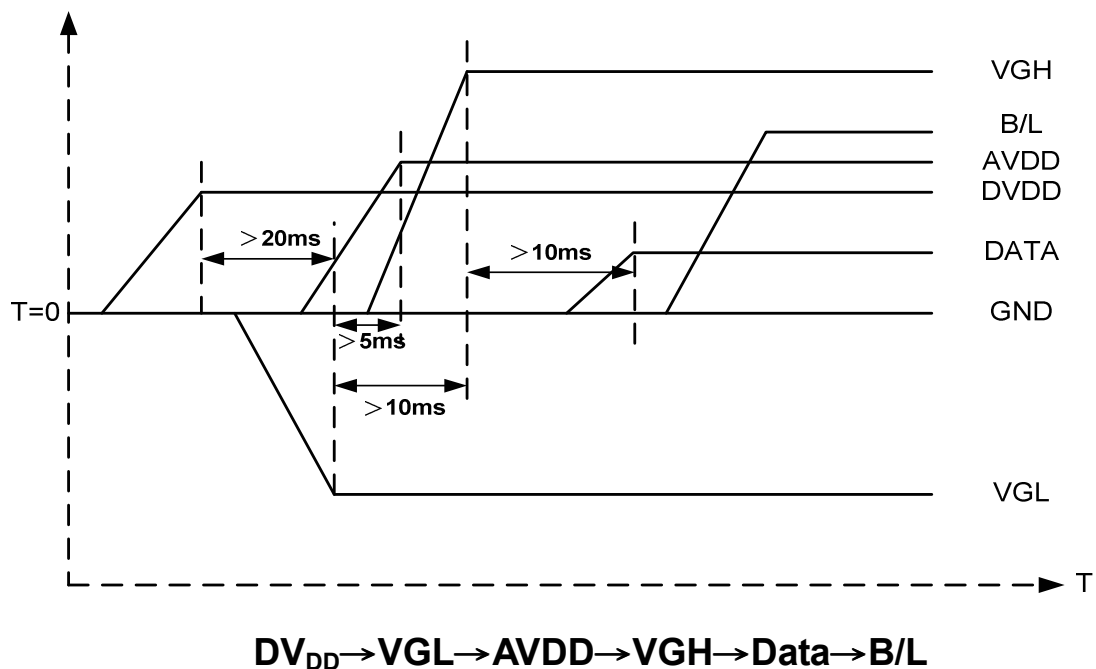 VGH
B/L
AVDD
DVDD
>20ms
>10ms
DATA
T=0
GND
>5ms
>10ms
VGL
T
DVDD→VGL→AVDD→VGH→Data→B/L